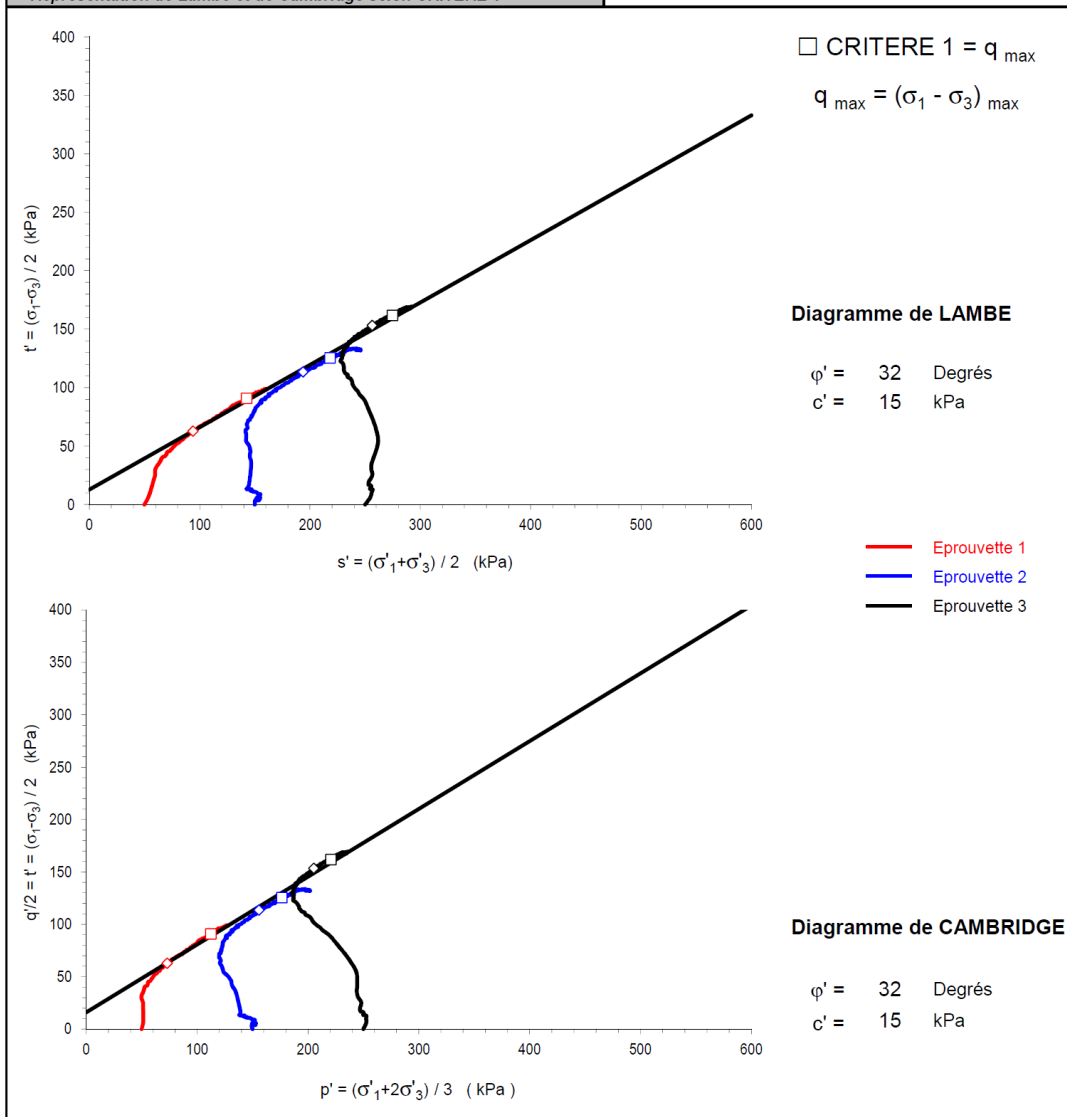 □ CRITERE 1 = q max
q max = (σ1 - σ3) max
400
350
300
250
200
150
100
50
0
t' = (σ1-σ3) / 2 (kPa)
0 100 200 300 400 500 600
s' = (σ'1+σ'3) / 2 (kPa)
Diagramme de LAMBE
φ' = 32 Degrés
c' = 15 kPa
Eprouvette 1
Eprouvette 2
Eprouvette 3
400
350
300
250
200
150
100
50
0
q'/2 = t' = (σ1-σ3) / 2 (kPa)
0 100 200 300 400 500 600
p' = (σ'1+2σ'3) / 3 ( kPa )
Diagramme de CAMBRIDGE
φ' = 32 Degrés
c' = 15 kPa